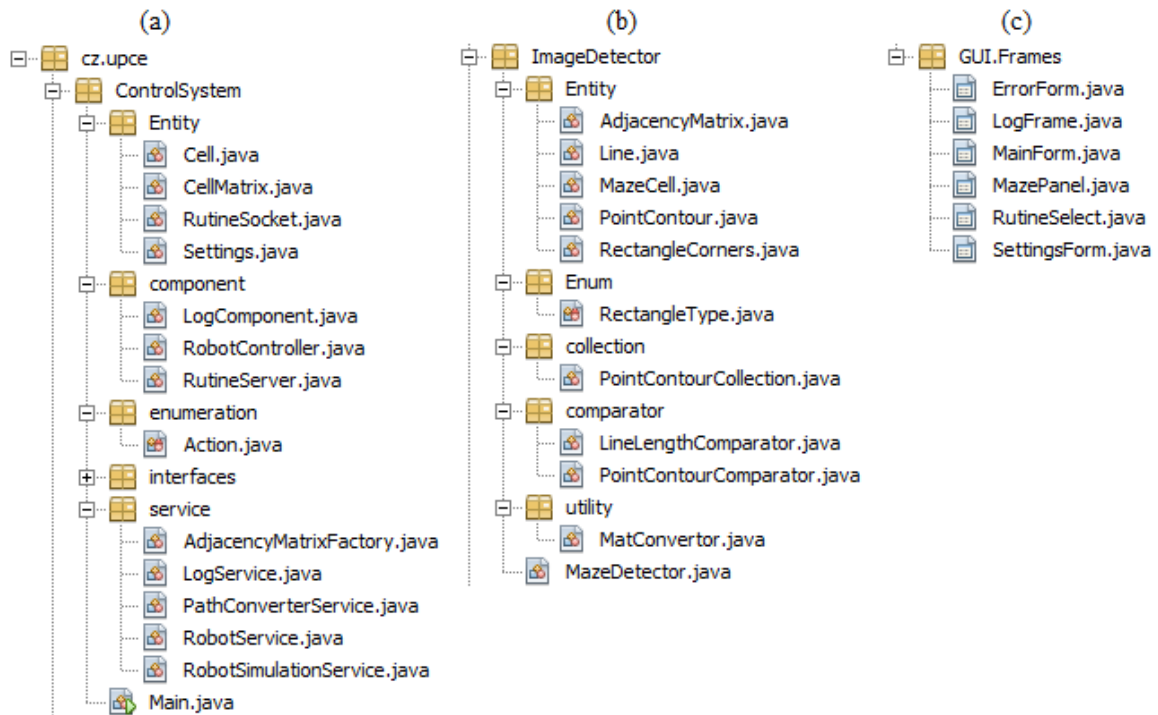 (a)
cz.upce
ControlSystem
Entity
Cell.java
CellMatrix.java
RutineSocket.java
Settings.java
component
LogComponent.java
RobotController.java
RutineServer.java
enumeration
Action.java
interfaces
service
AdjacencyMatrixFactory.java
LogService.java
PathConverterService.java
RobotService.java
RobotSimulationService.java
Main.java
(b)
ImageDetector
Entity
AdjacencyMatrix.java
Line.java
MazeCell.java
PointContour.java
RectangleCorners.java
Enum
RectangleType.java
collection
PointContourCollection.java
comparator
LineLengthComparator.java
PointContourComparator.java
utility
MatConvertor.java
MazeDetector.java
(c)
GUI.Frames
ErrorForm.java
LogFrame.java
MainForm.java
MazePanel.java
RutineSelect.java
SettingsForm.java